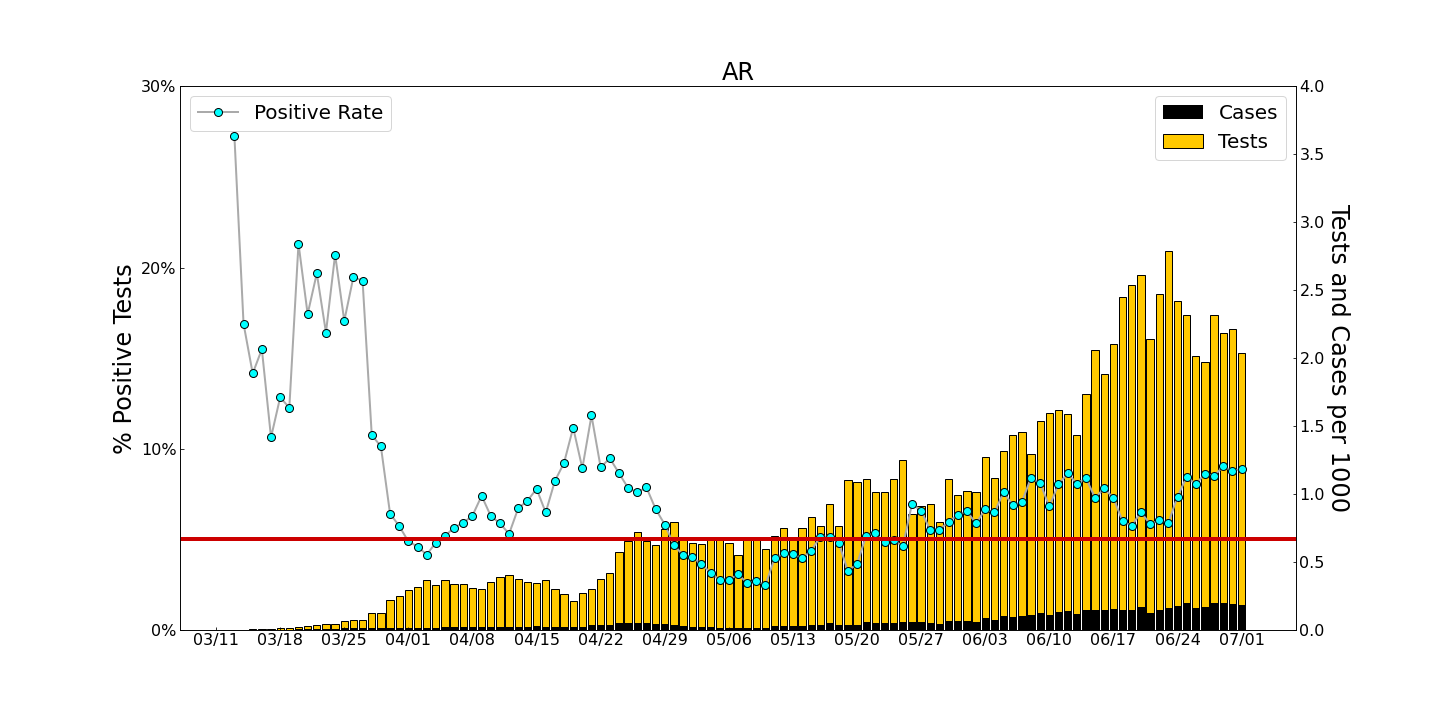 AR
30%
20%
10%
0%
% Positive Tests
Positive Rate
Cases
Tests
4.0
3.5
3.0
2.5
2.0
1.5
1.0
0.5
0.0
Tests and Cases per 1000
03/11 03/18 03/25 04/01 04/08 04/15 04/22 04/29 05/06 05/13 05/20 05/27 06/03 06/10 06/17 06/24 07/01